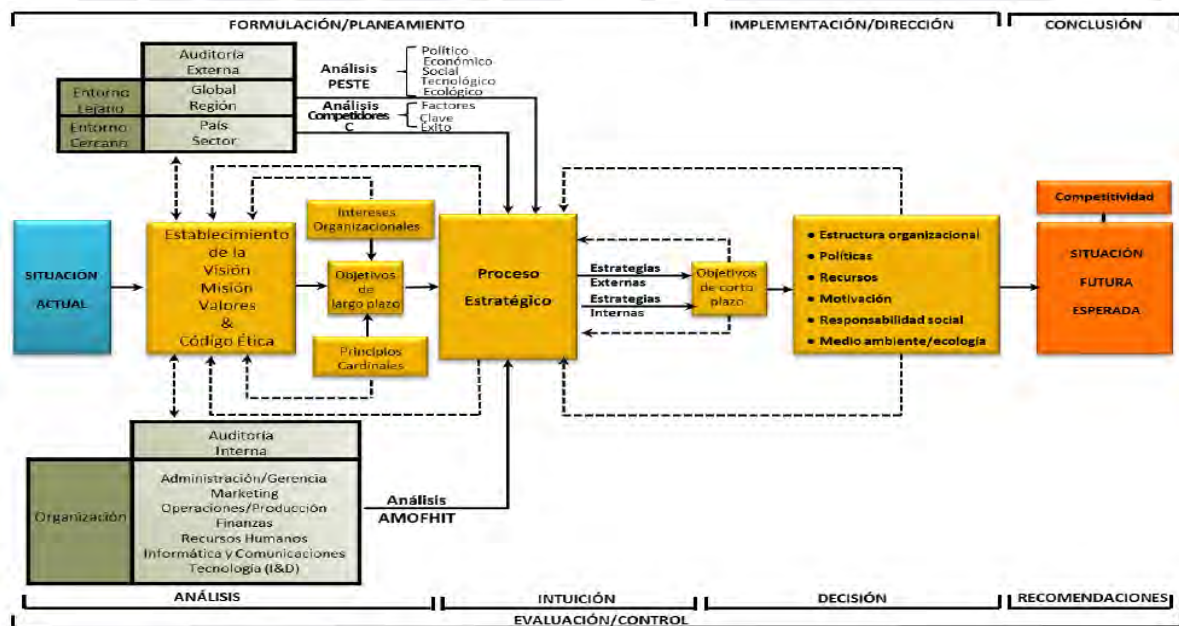 FORMULACIÓN/PLANEAMIENTO
IMPLEMENTACIÓN/DIRECCIÓN
CONCLUSIÓN
Auditoría
Externa
Entorno
Lejano
Global
Región
Entorno
Cercano
País
Sector
Análisis
PESTE
Político
Económico
Social
Tecnológico
Ecológico
Análisis
Competidores
C
Factores
Clave
Éxito
SITUACIÓN
ACTUAL
Establecimiento
de la
Visión
Misión
Valores
&
Código Ética
Intereses
Organizacionales
Objetivos
de
largo plazo
Principios
Cardinales
Proceso
Estratégico
Estrategias
Externas
Estrategias
Internas
Objetivos
de corto
plazo
• Estructura organizacional
• Políticas
• Recursos
• Motivación
• Responsabilidad social
• Medio ambiente/ecología
Competitividad
SITUACIÓN
FUTURA
ESPERADA
Auditoría
Interna
Organización
Administración/Gerencia
Marketing
Operaciones/Producción
Finanzas
Recursos Humanos
Informática y Comunicaciones
Tecnología (I&D)
Análisis
AMOFHIT
ANÁLISIS
INTUICIÓN
DECISIÓN
RECOMENDACIONES
EVALUACIÓN/CONTROL